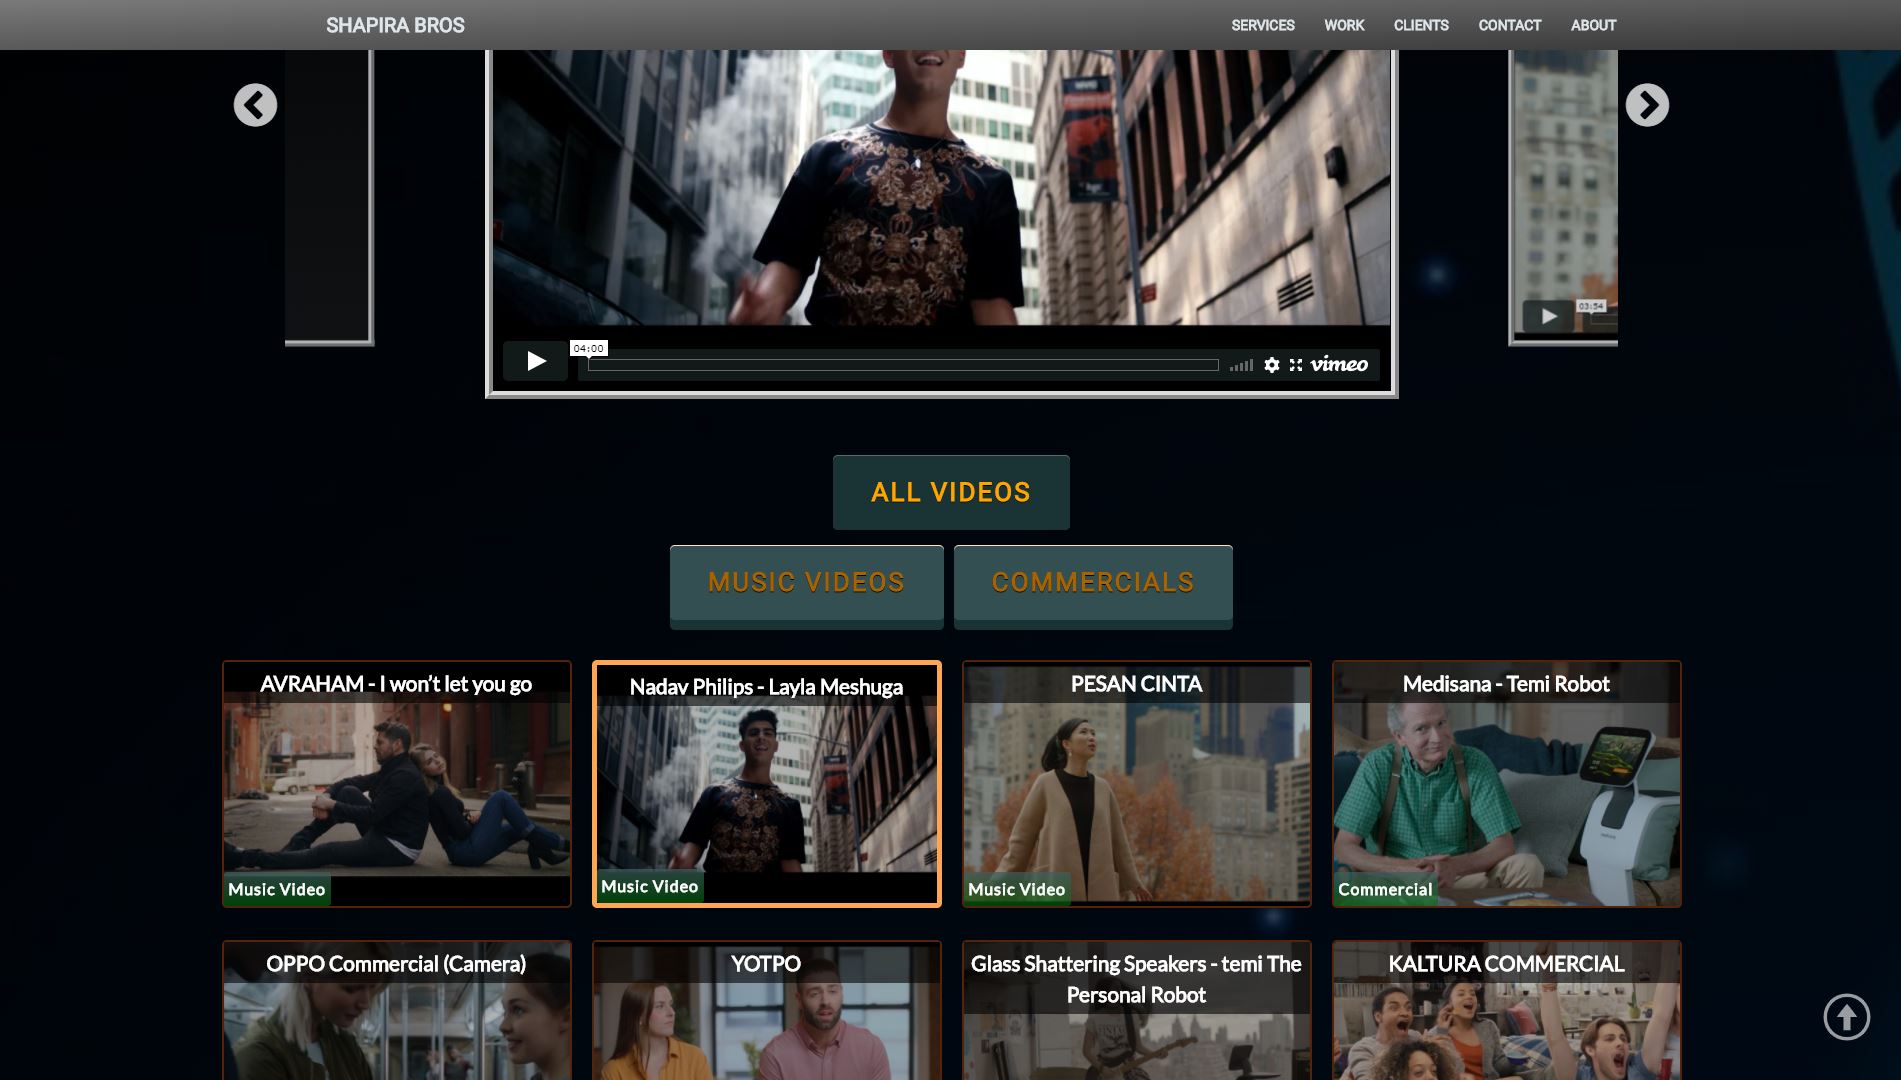 SHAPIRA BROS
SERVICES WORK CLIENTS CONTACT ABOUT
03:54
04:00
vimeo
ALL VIDEOS
MUSIC VIDEOS COMMERCIALS
AVRAHAM - I won’t let you go
Nadav Philips - Layla Meshuga
PESAN CINTA
Medisana - Temi Robot
Music Video
Music Video
Music Video
Commercial
OPPO Commercial (Camera)
YOTPO
Glass Shattering Speakers - temi The
Personal Robot
KALTURA COMMERCIAL